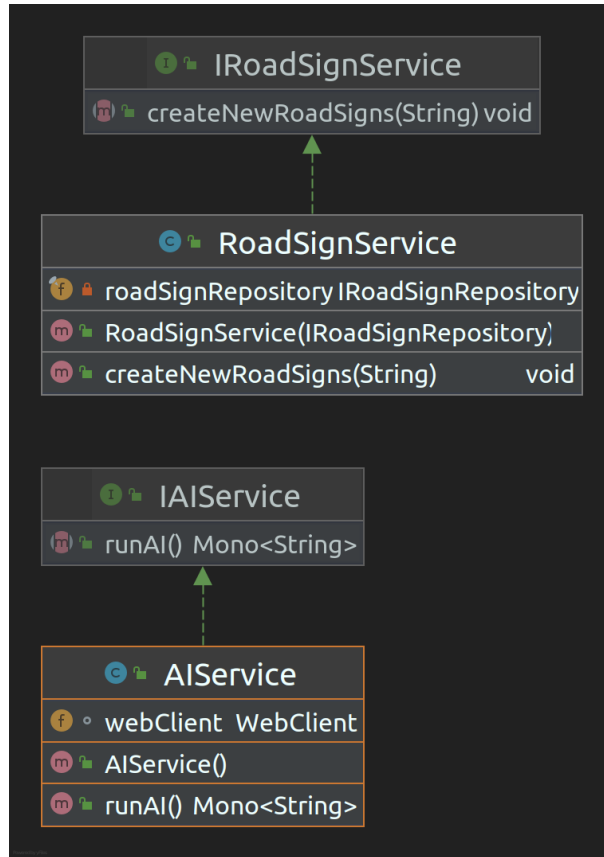 I IRoadSignService
m createNewRoadSigns(String) void
C RoadSignService
f roadSignRepository IRoadSignRepository
m RoadSignService(IRoadSignRepository)
m createNewRoadSigns(String) void
I IAIService
m runAI() Mono<String>
C AIService
f webClient WebClient
m AIService()
m runAI() Mono<String>